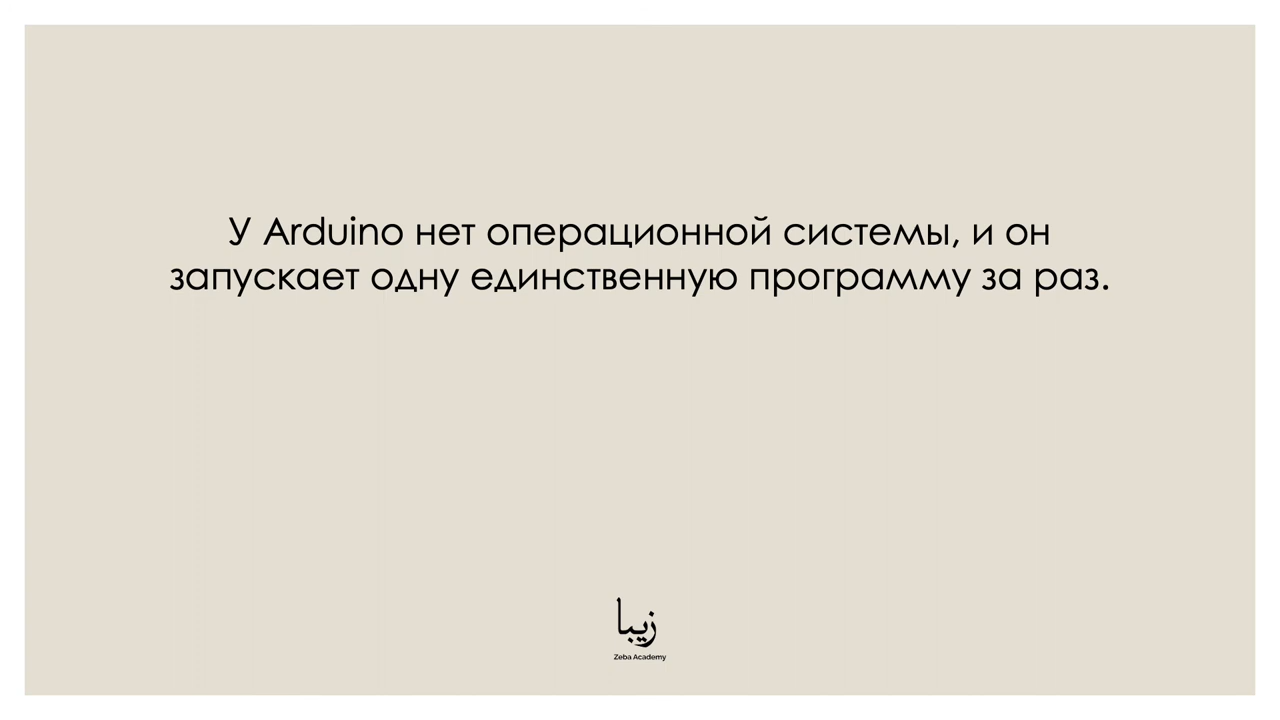 У Arduino нет операционной системы, и он
запускает одну единственную программу за раз.
زیبا
Zeba Academy